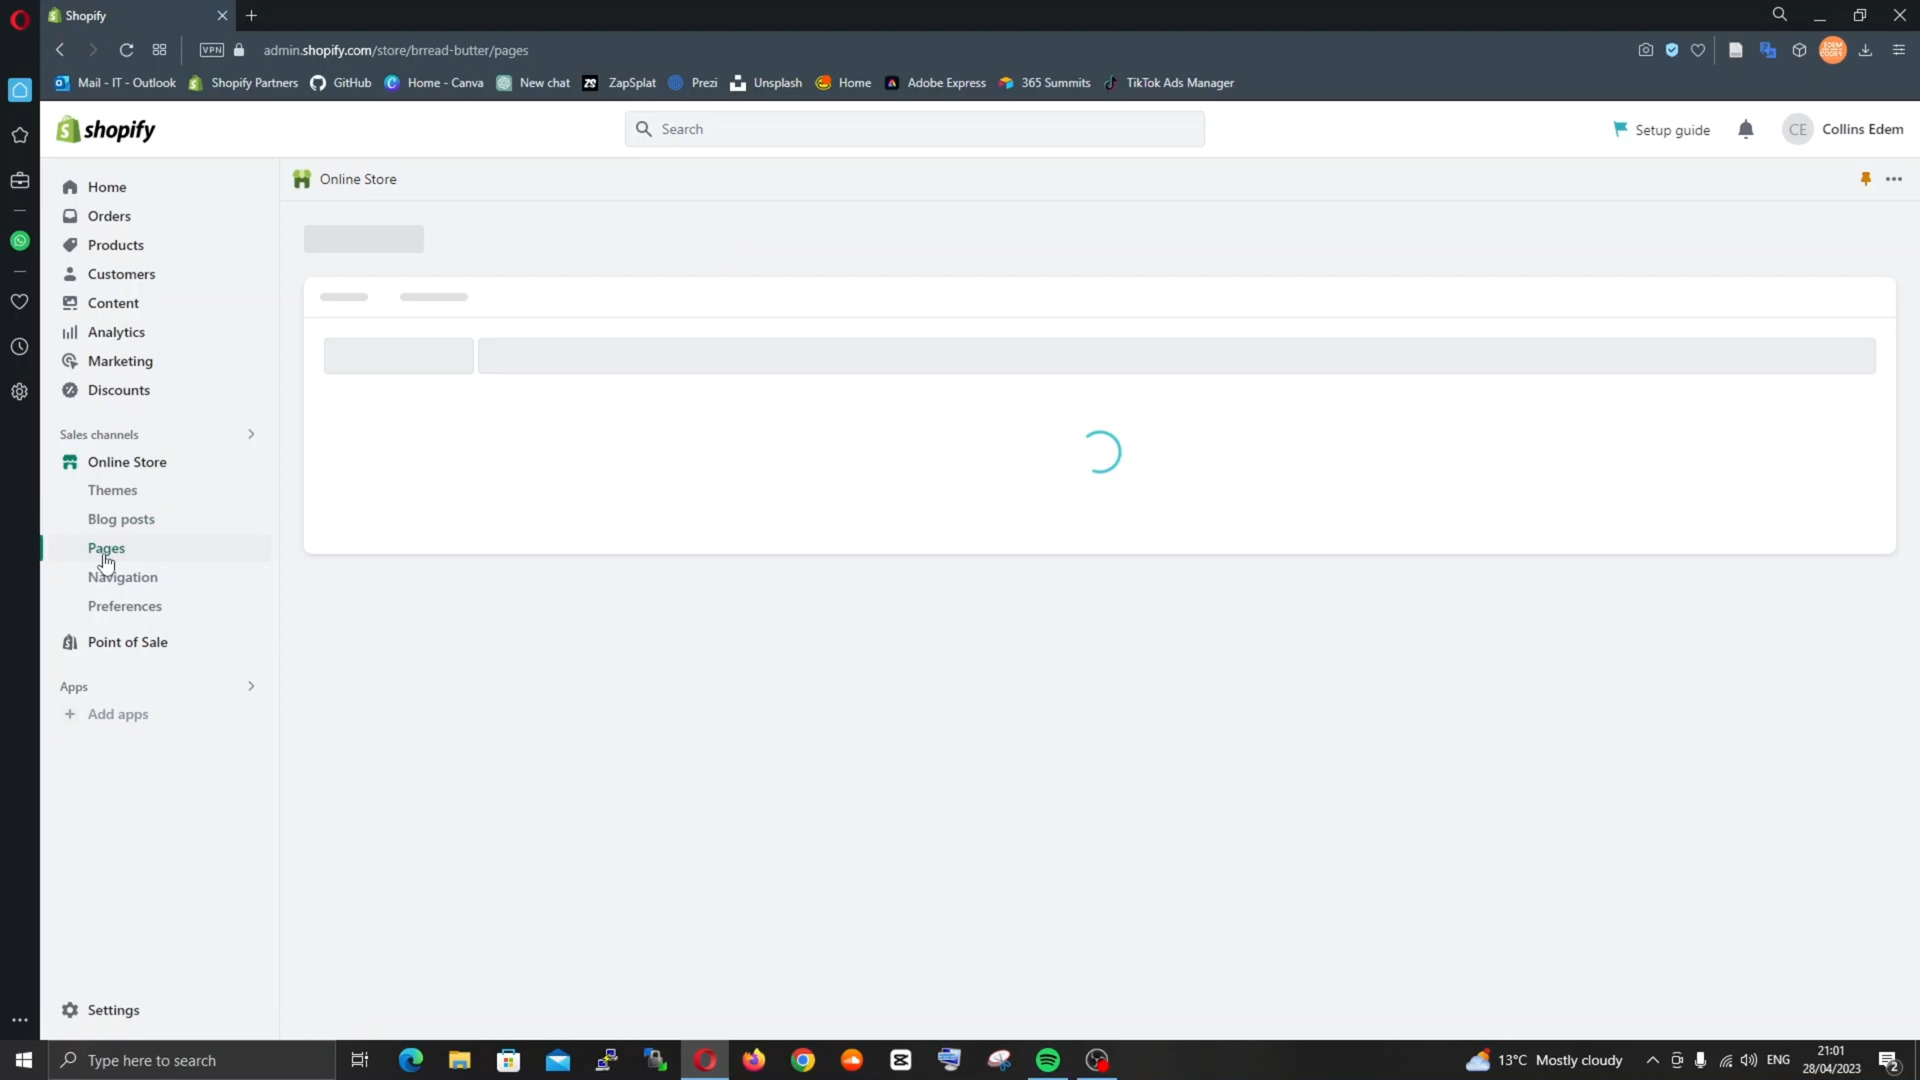 Shopify
VPN
admin.shopify.com/store/brread-butter/pages
Mail - IT - Outlook
Shopify Partners
GitHub
Home - Canva
New chat
ZapSplat
Prezi
Unsplash
Home
Adobe Express
365 Summits
TikTok Ads Manager
shopify
Search
Setup guide
CE
Collins Edem
Home
Orders
Products
Customers
Content
Analytics
Marketing
Discounts
Sales channels
Online Store
Themes
Blog posts
Pages
Navigation
Preferences
Point of Sale
Apps
Add apps
Settings
Online Store
Type here to search
13°C Mostly cloudy
ENG
21:01
28/04/2023
2